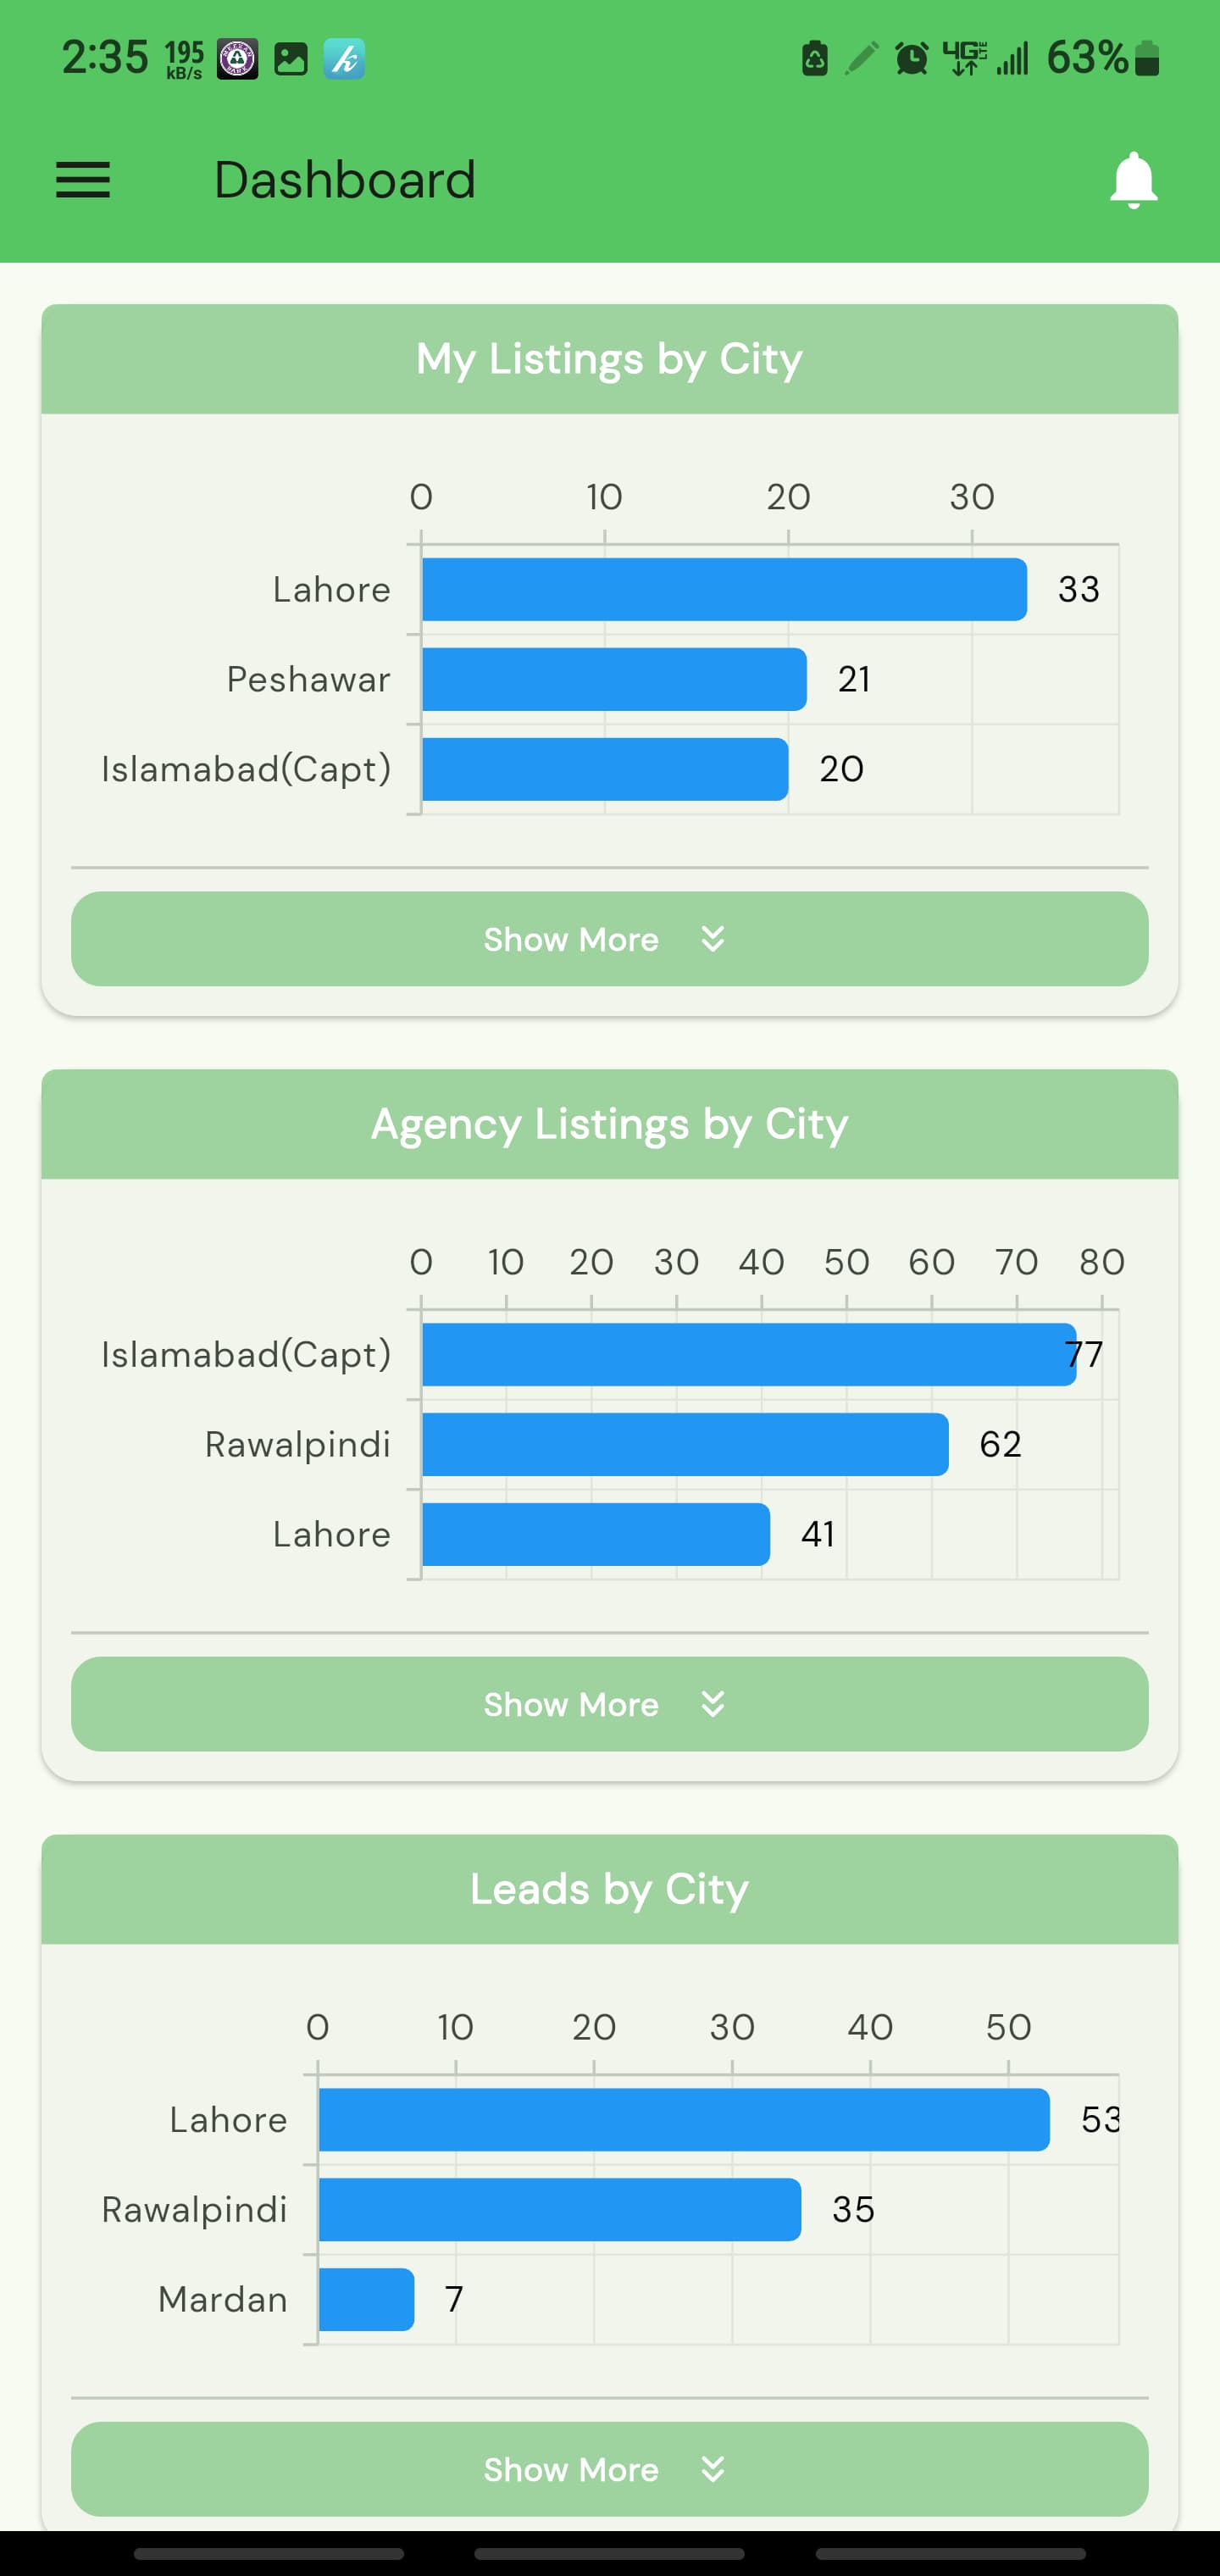 2:35 195 kB/s 4G LTE 63%
Dashboard
My Listings by City
0 10 20 30
Lahore 33
Peshawar 21
Islamabad(Capt) 20
Show More
Agency Listings by City
0 10 20 30 40 50 60 70 80
Islamabad(Capt) 77
Rawalpindi 62
Lahore 41
Show More
Leads by City
0 10 20 30 40 50
Lahore 53
Rawalpindi 35
Mardan 7
Show More